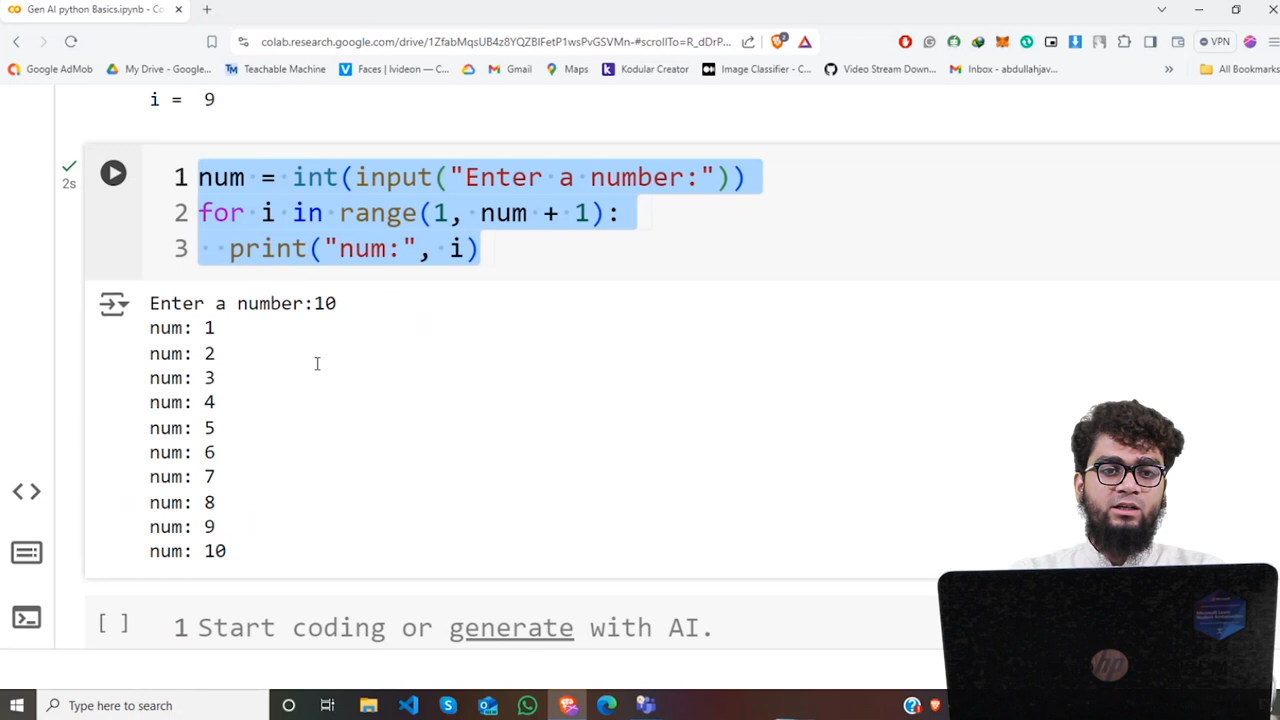 Gen AI python Basics.ipynb - Co
colab.research.google.com/drive/1ZfabMqsUB4z8YQZBlFetP1wsPvGSVMn-#scrollTo=R_dDrP...
2
VPN
Google AdMob
My Drive - Google...
Teachable Machine
Faces | Ivideon — C...
Gmail
Maps
Kodular Creator
Image Classifier - C...
Video Stream Down...
Inbox - abdullahjav...
»
All Bookmarks
i = 9
2s
1 num = int(input("Enter a number:"))
2 for i in range(1, num + 1):
3 print("num:", i)
Enter a number:10
num: 1
num: 2
num: 3
num: 4
num: 5
num: 6
num: 7
num: 8
num: 9
num: 10
[ ] 1 Start coding or generate with AI.
hp
Type here to search